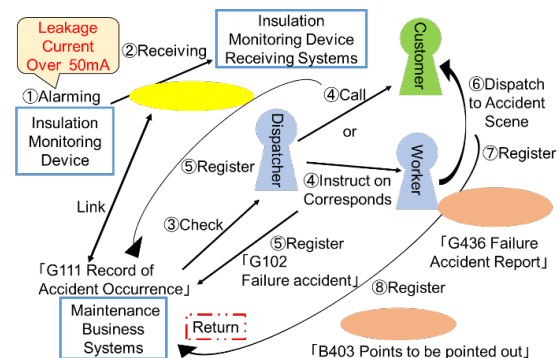 Leakage
Current
Over 50mA
①Alarming
Insulation
Monitoring
Device
②Receiving
Insulation
Monitoring Device
Receiving Systems
Customer
④Call
or
⑥Dispatch
to Accident
Scene
Dispatcher
Worker
⑤Register
⑦Register
④Instruct on
Corresponds
Link
③Check
⑤Register
「G102
Failure accident」
「G436 Failure
Accident Report」
「G111 Record of
Accident Occurrence」
⑧Register
Maintenance
Business
Systems
Return
「B403 Points to be pointed out」